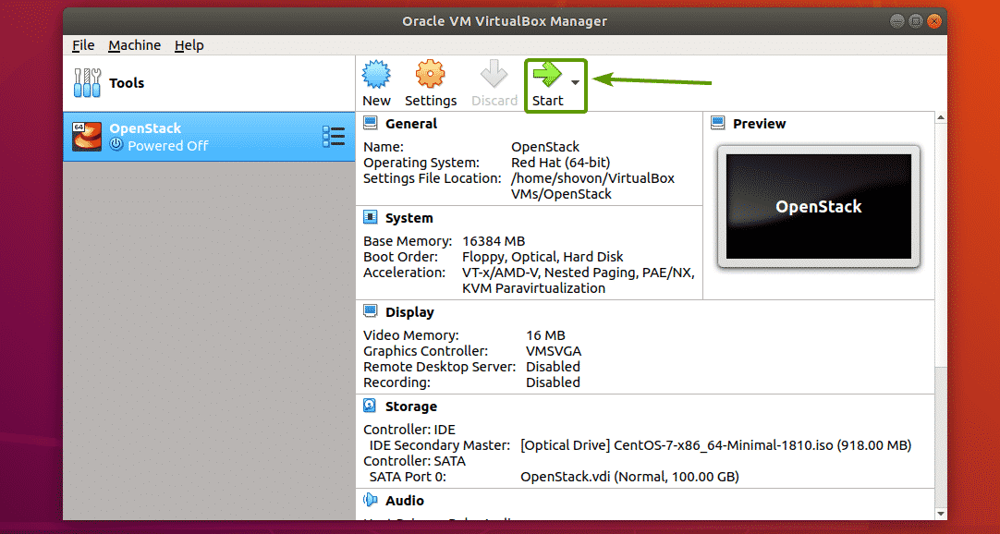 Oracle VM VirtualBox Manager
File Machine Help
Tools
New Settings Discard Start
64
OpenStack
Powered Off
General
Name: OpenStack
Operating System: Red Hat (64-bit)
Settings File Location: /home/shovon/VirtualBox
VMs/OpenStack
Preview
OpenStack
System
Base Memory: 16384 MB
Boot Order: Floppy, Optical, Hard Disk
Acceleration: VT-x/AMD-V, Nested Paging, PAE/NX,
KVM Paravirtualization
Display
Video Memory: 16 MB
Graphics Controller: VMSVGA
Remote Desktop Server: Disabled
Recording: Disabled
Storage
Controller: IDE
IDE Secondary Master: [Optical Drive] CentOS-7-x86_64-Minimal-1810.iso (918.00 MB)
Controller: SATA
SATA Port 0: OpenStack.vdi (Normal, 100.00 GB)
Audio